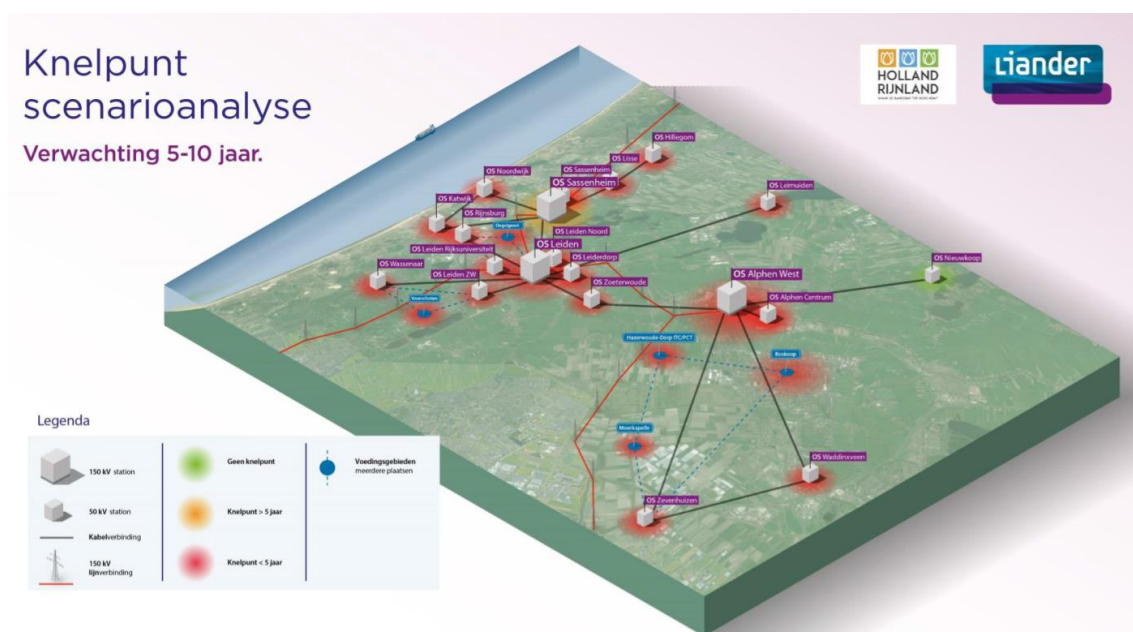 Knelpunt
scenarioanalyse
Verwachting 5-10 jaar.
HOLLAND
RIJNLAND
Liander
OS Hillegom
OS Lisse
OS Sassenheim
OS Sassenheim
OS Noordwijk
OS Katwijk
OS Rijnsburg
Oegstgeest
OS Leimuiden
OS Leiden Noord
OS Leiden
OS Leiden Rijksuniversiteit
OS Leiderdorp
OS Wassenaar
OS Leiden ZW
OS Zoeterwoude
Voorschoten
OS Nieuwkoop
OS Alphen West
OS Alphen Centrum
Hazerwoude-Dorp ITC/PCT
Boskoop
Moerkapelle
OS Waddinxveen
OS Zevenhuizen
Legenda
150 kV station
50 kV station
Kabelverbinding
150 kV
lijnverbinding
Geen knelpunt
Knelpunt > 5 jaar
Knelpunt < 5 jaar
Voedingsgebieden
meerdere plaatsen